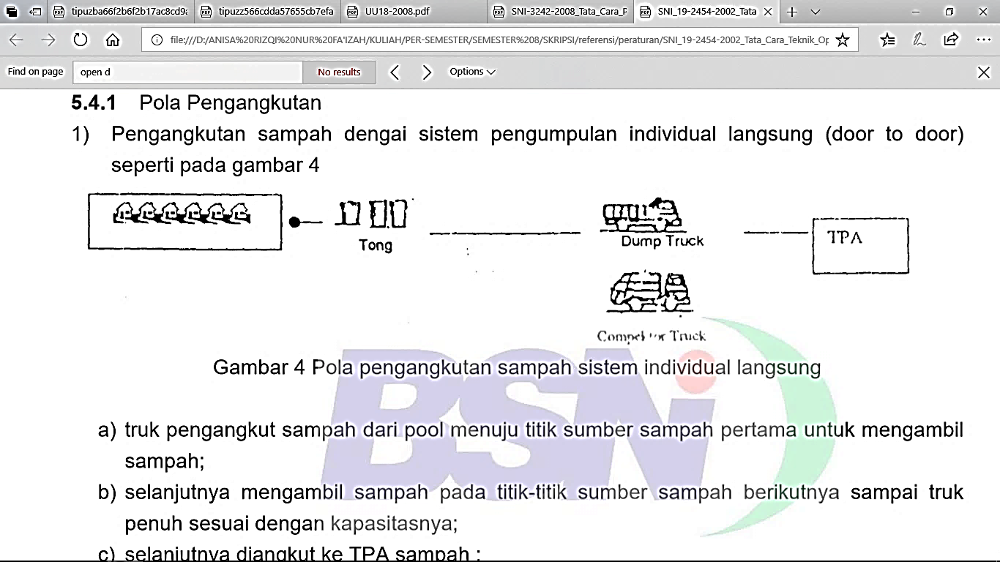 tipuzba66f2b6f2b17ac8cd9
tipuzz566cdda57655cb7efa
UU18-2008.pdf
SNI-3242-2008_Tata_Cara_P
SNI_19-2454-2002_Tata
file:///D:/ANISA%20RIZQI%20NUR%20FA'IZAH/KULIAH/PER-SEMESTER/SEMESTER%208/SKRIPSI/referensi/peraturan/SNI_19-2454-2002_Tata_Cara_Teknik_Op
Find on page
open d
No results
Options
5.4.1 Pola Pengangkutan
1) Pengangkutan sampah dengai sistem pengumpulan individual langsung (door to door)
seperti pada gambar 4
Tong
Dump Truck
TPA
Truck
Gambar 4 Pola pengangkutan sampah sistem individual langsung
BSN
a) truk pengangkut sampah dari pool menuju titik sumber sampah pertama untuk mengambil
sampah;
b) selanjutnya mengambil sampah pada titik-titik sumber sampah berikutnya sampai truk
penuh sesuai dengan kapasitasnya;
c) selanjutnya diangkut ke TPA sampah ;